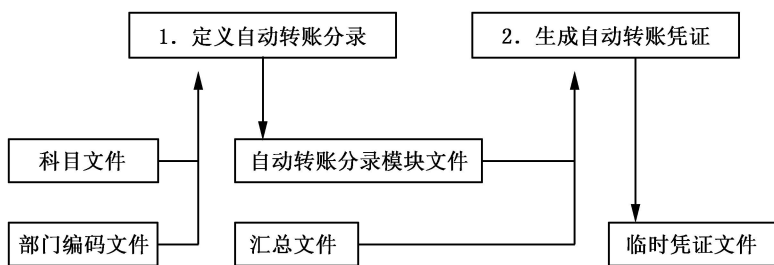 1. 定义自动转账分录
2. 生成自动转账凭证
科目文件
自动转账分录模块文件
部门编码文件
汇总文件
临时凭证文件